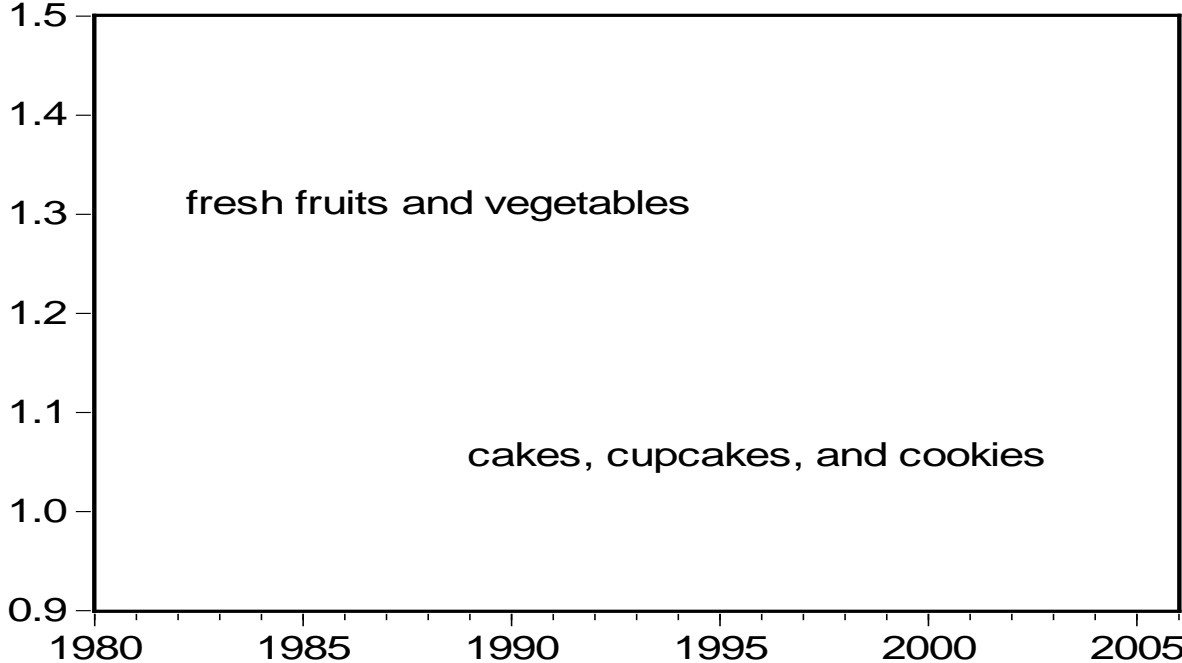 1.5
1.4
fresh fruits and vegetables
1.3
1.2
1.1
cakes, cupcakes, and cookies
1.0
0.9
1980 1985 1990 1995 2000 2005